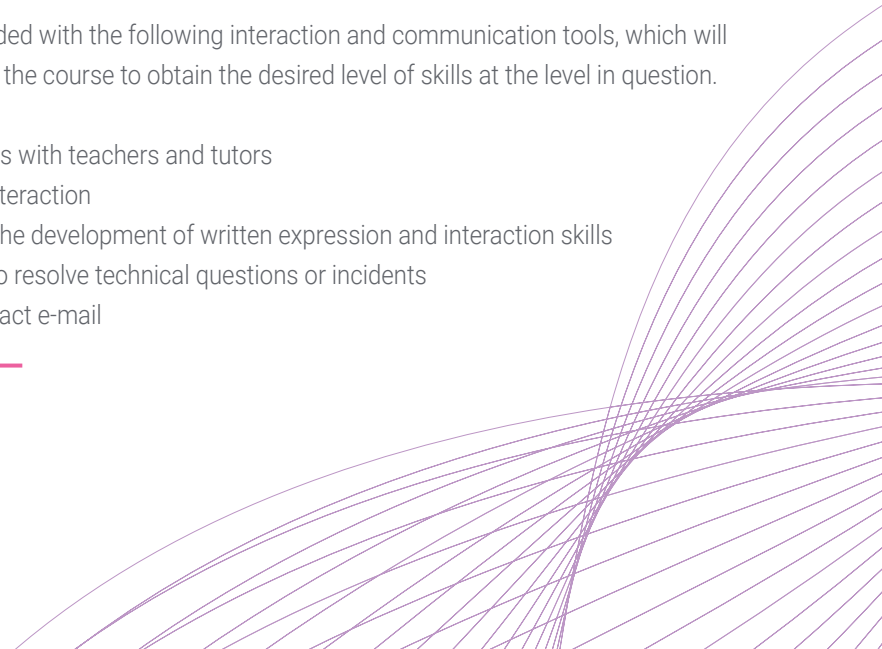 ded with the following interaction and communication tools, which will
the course to obtain the desired level of skills at the level in question.
s with teachers and tutors
teraction
he development of written expression and interaction skills
o resolve technical questions or incidents
act e-mail